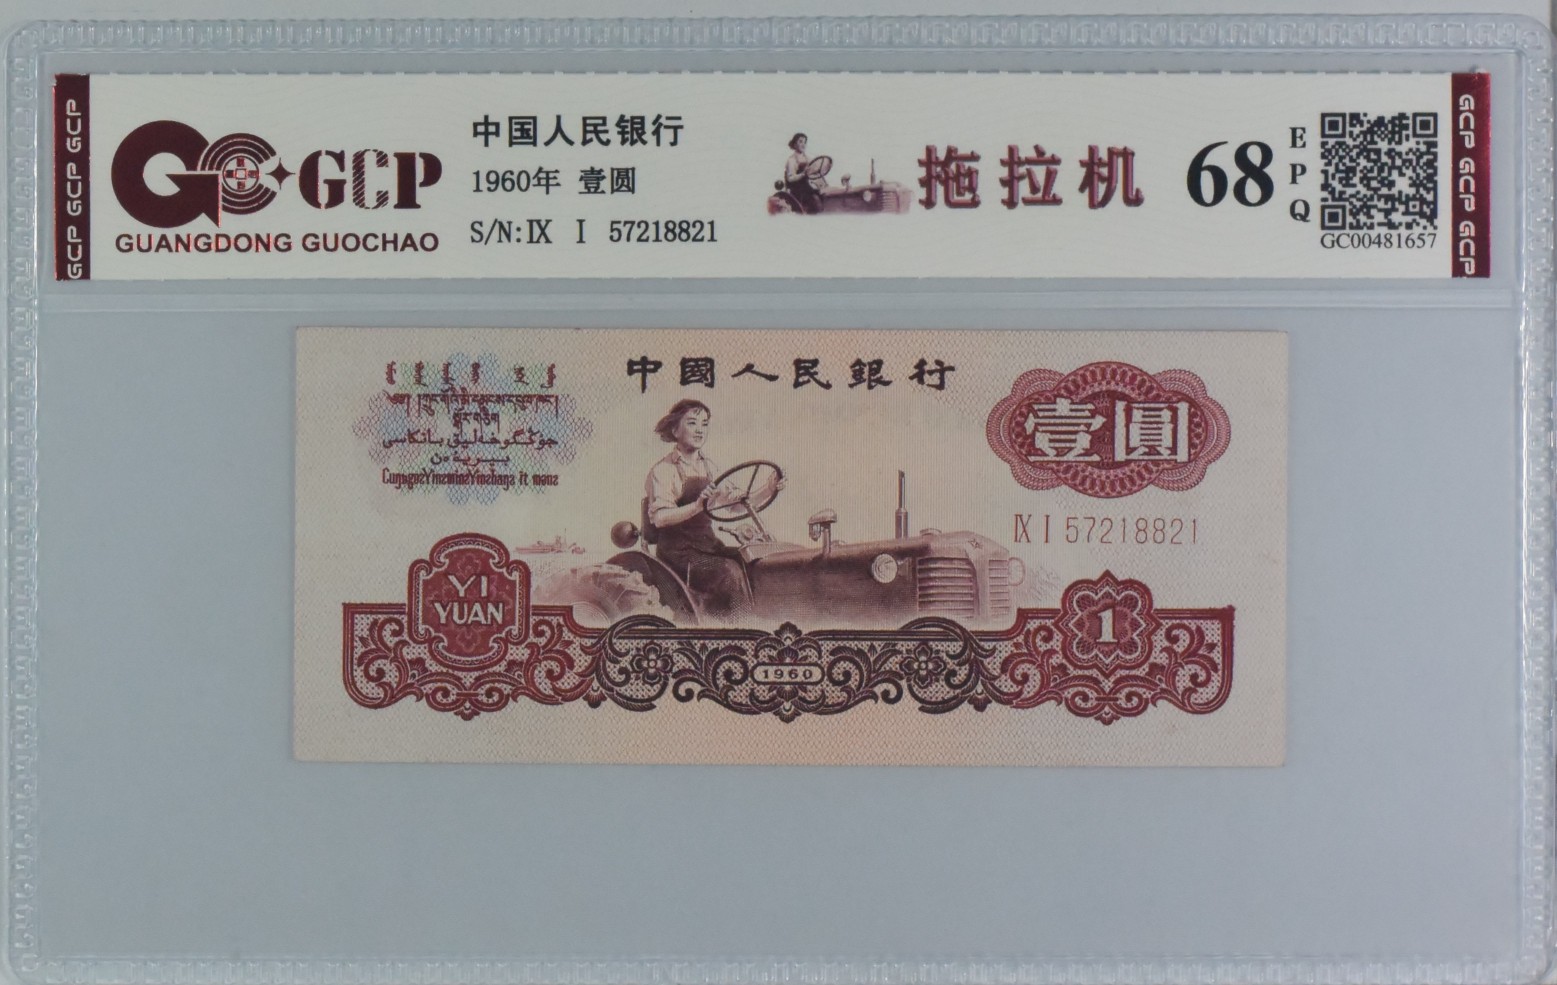 GCP GCP GCP
GCP
GUANGDONG GUOCHAO
中国人民银行
1960年 壹圆
S/N:Ⅸ Ⅰ 57218821
拖拉机
68
EPQ
GC00481657
GCP GCP GCP
中國人民銀行
壹圓
Ⅸ Ⅰ 57218821
YI
YUAN
1960
1